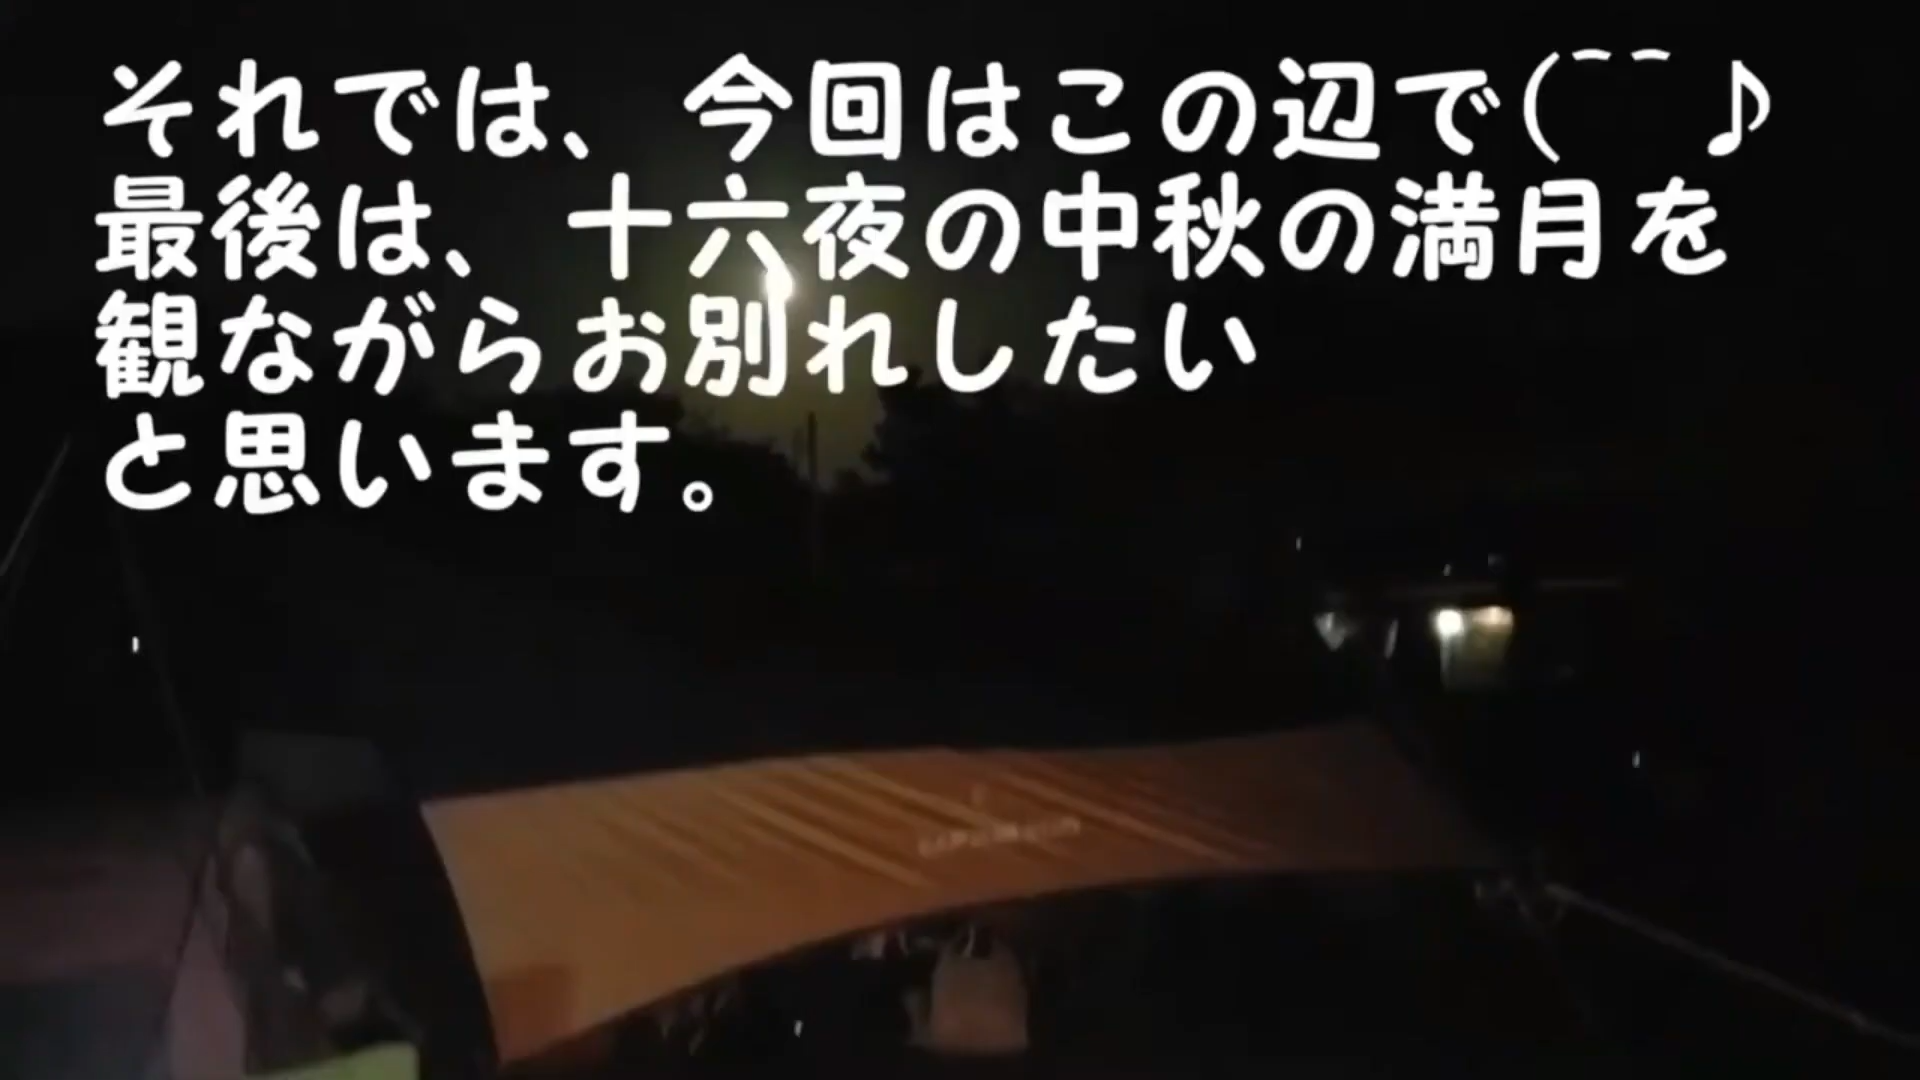 それでは、今回はこの辺で(⌒⌒♪
最後は、十六夜の中秋の満月を
観ながらお別れしたい
と思います。